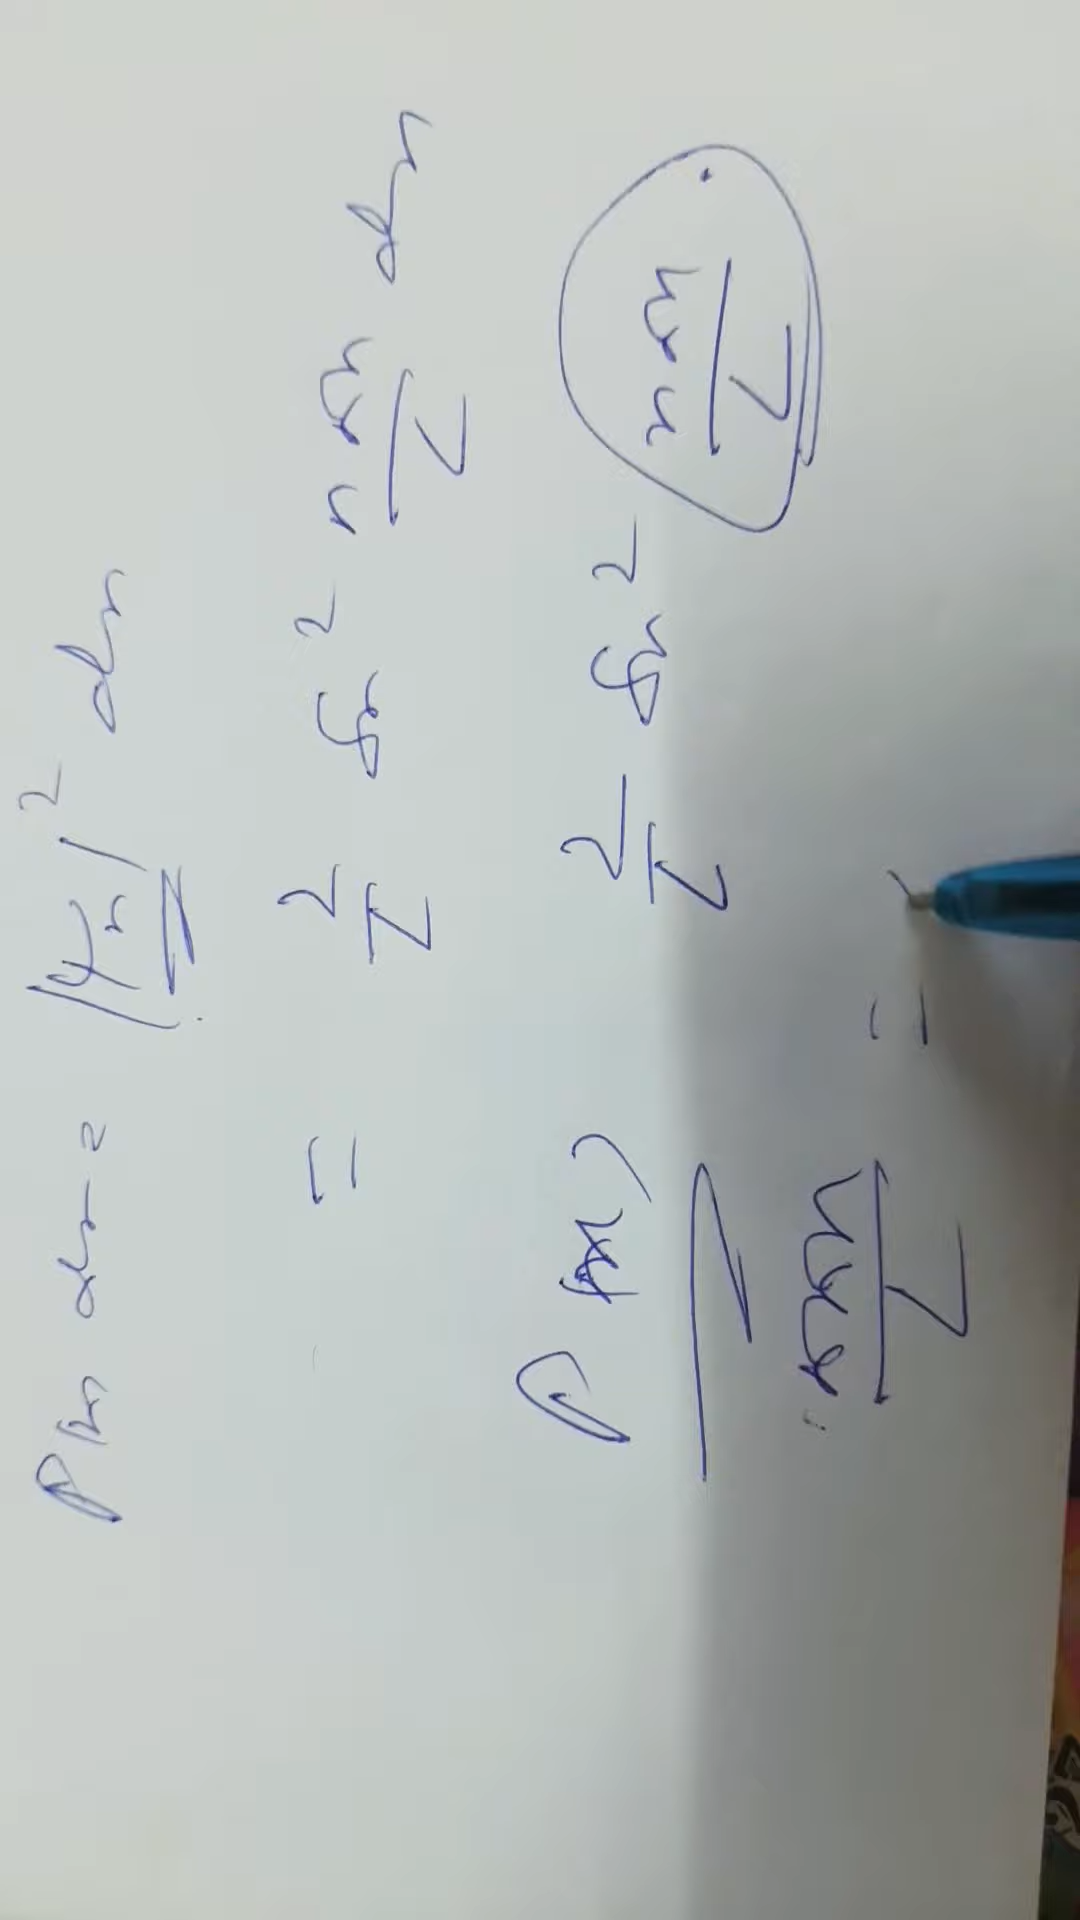 P(x) dx = |ψₙ|² dx
= 2/L sin² nπx/L dx
P(x) = 2/L sin² nπx/L
nπx/L =